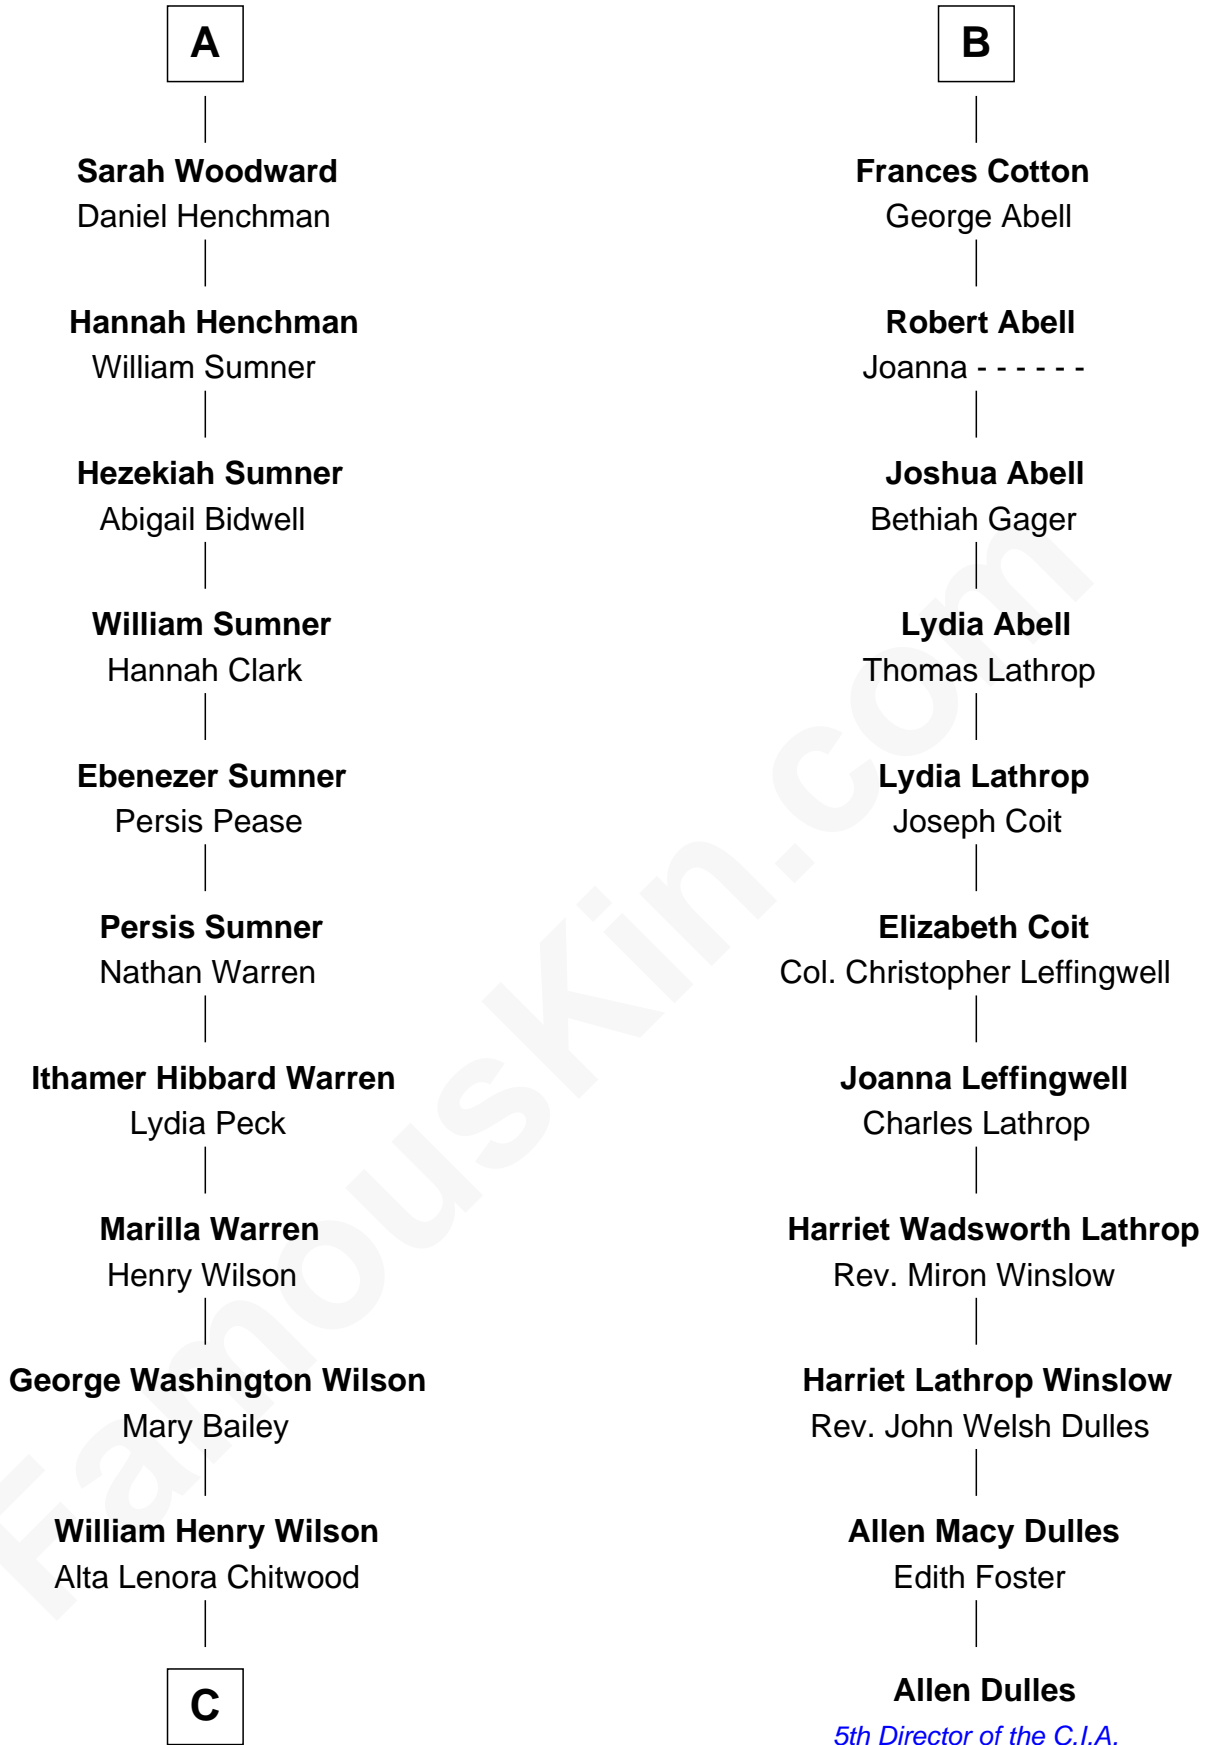 A
Sarah Woodward
Daniel Henchman
Hannah Henchman
William Sumner
Hezekiah Sumner
Abigail Bidwell
William Sumner
Hannah Clark
Ebenezer Sumner
Persis Pease
Persis Sumner
Nathan Warren
Ithamer Hibbard Warren
Lydia Peck
Marilla Warren
Henry Wilson
George Washington Wilson
Mary Bailey
William Henry Wilson
Alta Lenora Chitwood
C
B
Frances Cotton
George Abell
Robert Abell
Joanna - - - - - -
Joshua Abell
Bethiah Gager
Lydia Abell
Thomas Lathrop
Lydia Lathrop
Joseph Coit
Elizabeth Coit
Col. Christopher Leffingwell
Joanna Leffingwell
Charles Lathrop
Harriet Wadsworth Lathrop
Rev. Miron Winslow
Harriet Lathrop Winslow
Rev. John Welsh Dulles
Allen Macy Dulles
Edith Foster
Allen Dulles
5th Director of the C.I.A.
FamousKin.com